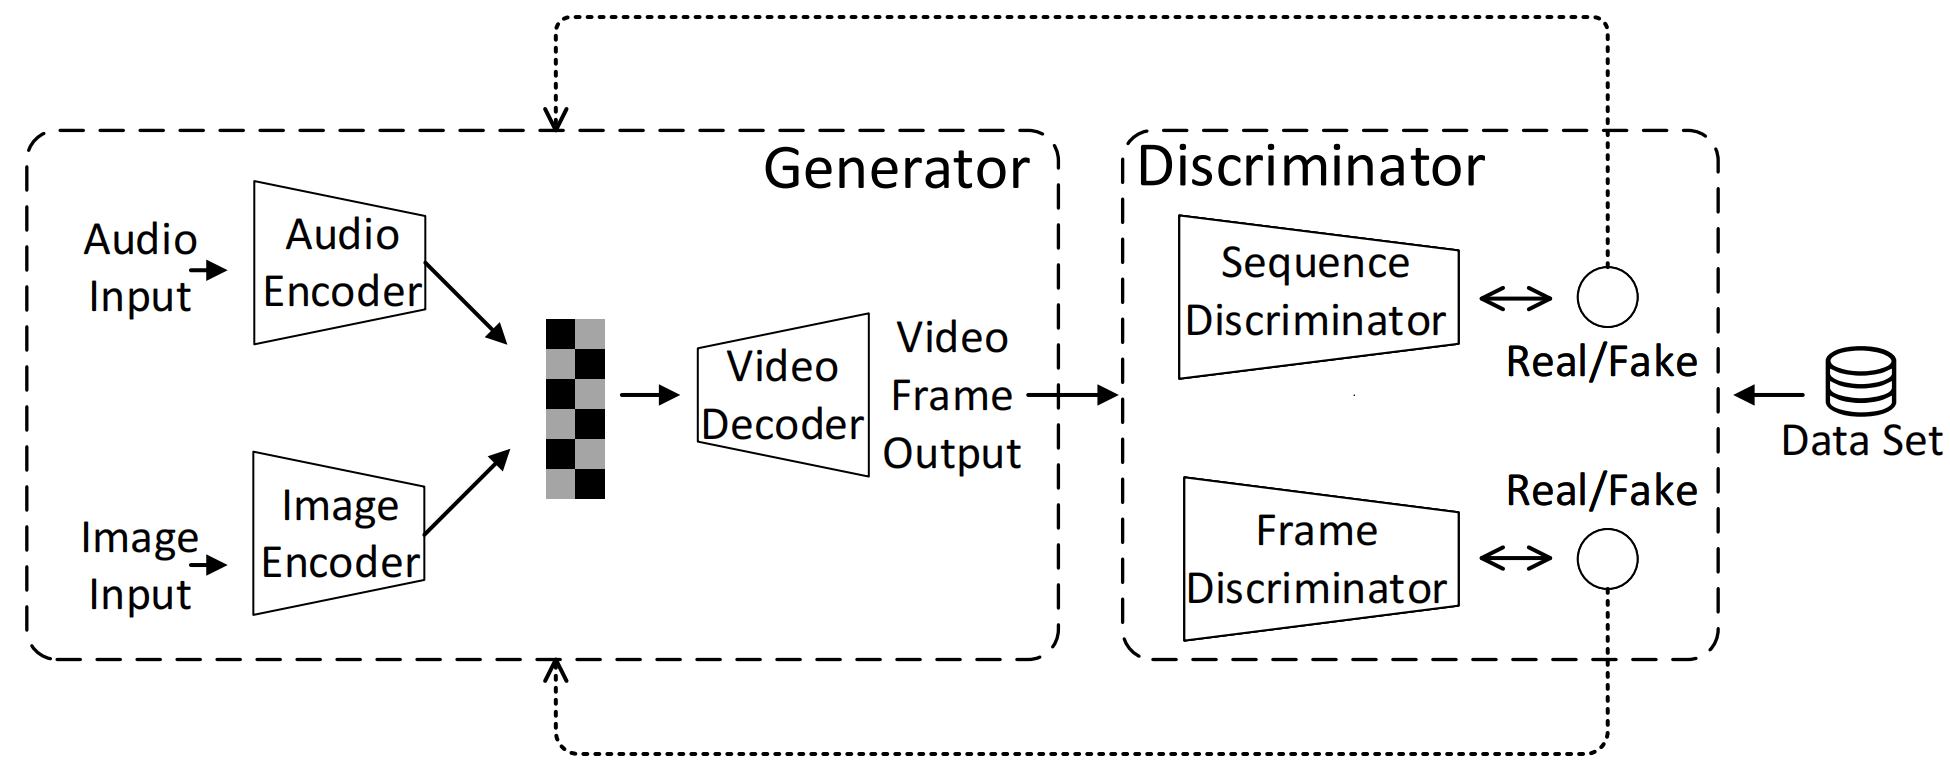 Generator
Audio
Input
Audio
Encoder
Image
Input
Image
Encoder
Video
Decoder
Video
Frame
Output
Discriminator
Sequence
Discriminator
Real/Fake
Real/Fake
Frame
Discriminator
Data Set